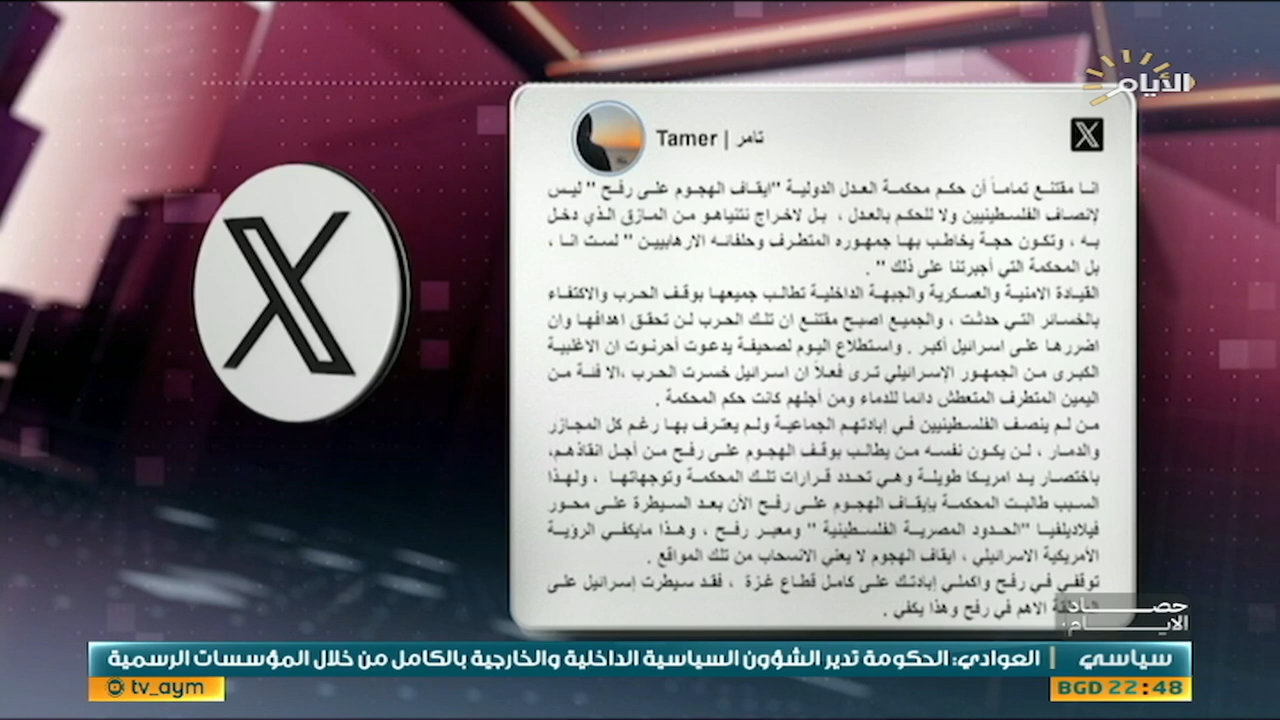 الأيام
Tamer | تامر
انا مقتنع تماماً أن حكم محكمة العدل الدولية "ايقاف الهجوم على رفح " ليس
لإنصاف الفلسطينيين ولا للحكم بالعدل ، بل لاخراج نتنياهو من المازق الذي دخل
به ، وتكون حجة يخاطب بها جمهوره المتطرف وحلفائه الارهابيين " لست انا ،
بل المحكمة التي أجبرتنا على ذلك " .
القيادة الامنية والعسكرية والجبهة الداخلية تطالب جميعها بوقف الحرب والاكتفاء
بالخسائر التي حدثت ، والجميع اصبح مقتنع ان تلك الحرب لن تحقق اهدافها وان
اضررها على اسرائيل أكبر . واستطلاع اليوم لصحيفة يدعوت أحرنوت ان الاغلبية
الكبرى من الجمهور الإسرائيلي ترى فعلاً ان اسرائيل خسرت الحرب ،الا فئة من
اليمين المتطرف المتعطش دائما للدماء ومن أجلهم كانت حكم المحكمة .
من لم ينصف الفلسطينيين في إبادتهم الجماعية ولم يعترف بها رغم كل المجازر
والدمار ، لن يكون نفسه من يطالب بوقف الهجوم على رفح من أجل انقاذهم،
باختصار يد امريكا طويلة وهي تحدد قرارات تلك المحكمة وتوجهاتها ، ولهذا
السبب طالبت المحكمة بإيقاف الهجوم على رفح الأن بعد السيطرة على محور
فيلاديلفيا "الحدود المصرية الفلسطينية " ومعبر رفح ، وهذا مايكفي الرؤية
الأمريكية الاسرائيلي ، ايقاف الهجوم لا يعني الانسحاب من تلك المواقع .
توقفي في رفح واكملي إبادتك على كامل قطاع غزة ، فقد سيطرت إسرائيل على
الاهم في رفح وهذا يكفي .
حصاد
الايام
سياسي | العوادي: الحكومة تدير الشؤون السياسية الداخلية والخارجية بالكامل من خلال المؤسسات الرسمية
tv_aym
BGD 22:48